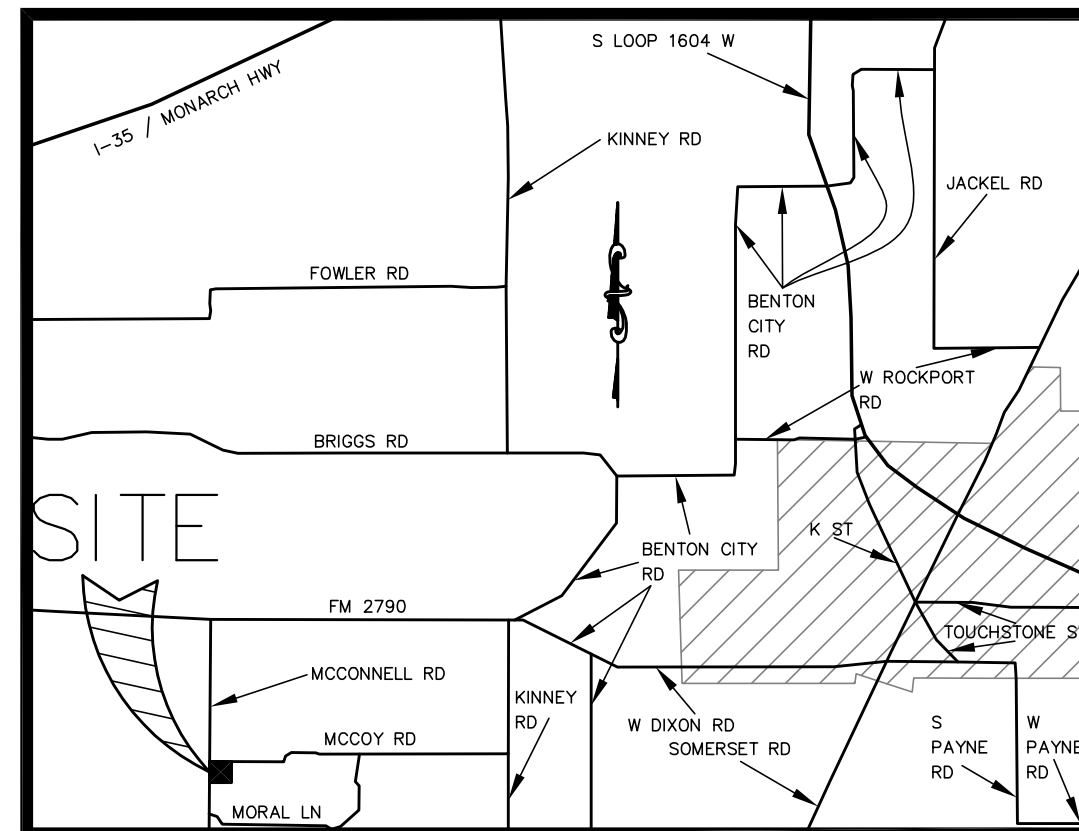 S LOOP 1604 W
I-35 / MONARCH HWY
KINNEY RD
JACKEL RD
FOWLER RD
BENTON
CITY
RD
W ROCKPORT
RD
BRIGGS RD
SITE
K ST
BENTON CITY
RD
FM 2790
TOUCHSTONE S
MCCONNELL RD
KINNEY
RD
W DIXON RD
SOMERSET RD
S
PAYNE
RD
W
PAYNE
RD
MCCOY RD
MORAL LN